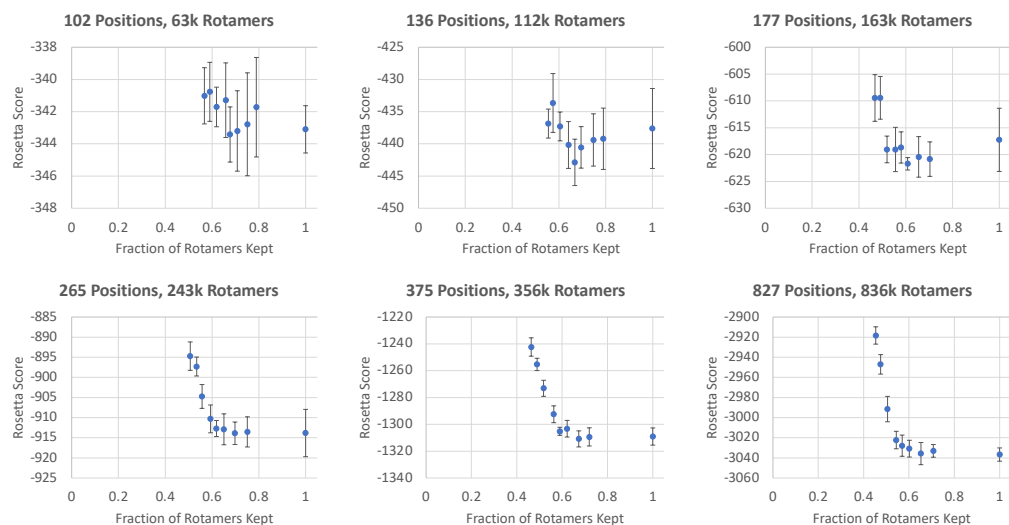 102 Positions, 63k Rotamers
136 Positions, 112k Rotamers
177 Positions, 163k Rotamers
-338
-340
-342
-344
-346
-348
Rosetta Score
0 0.2 0.4 0.6 0.8 1
Fraction of Rotamers Kept
-425
-430
-435
-440
-445
-450
Rosetta Score
0 0.2 0.4 0.6 0.8 1
Fraction of Rotamers Kept
-600
-605
-610
-615
-620
-625
-630
Rosetta Score
0 0.2 0.4 0.6 0.8 1
Fraction of Rotamers Kept
265 Positions, 243k Rotamers
375 Positions, 356k Rotamers
827 Positions, 836k Rotamers
-885
-890
-895
-900
-905
-910
-915
-920
-925
Rosetta Score
0 0.2 0.4 0.6 0.8 1
Fraction of Rotamers Kept
-1220
-1240
-1260
-1280
-1300
-1320
-1340
Rosetta Score
0 0.2 0.4 0.6 0.8 1
Fraction of Rotamers Kept
-2900
-2920
-2940
-2960
-2980
-3000
-3020
-3040
-3060
Rosetta Score
0 0.2 0.4 0.6 0.8 1
Fraction of Rotamers Kept